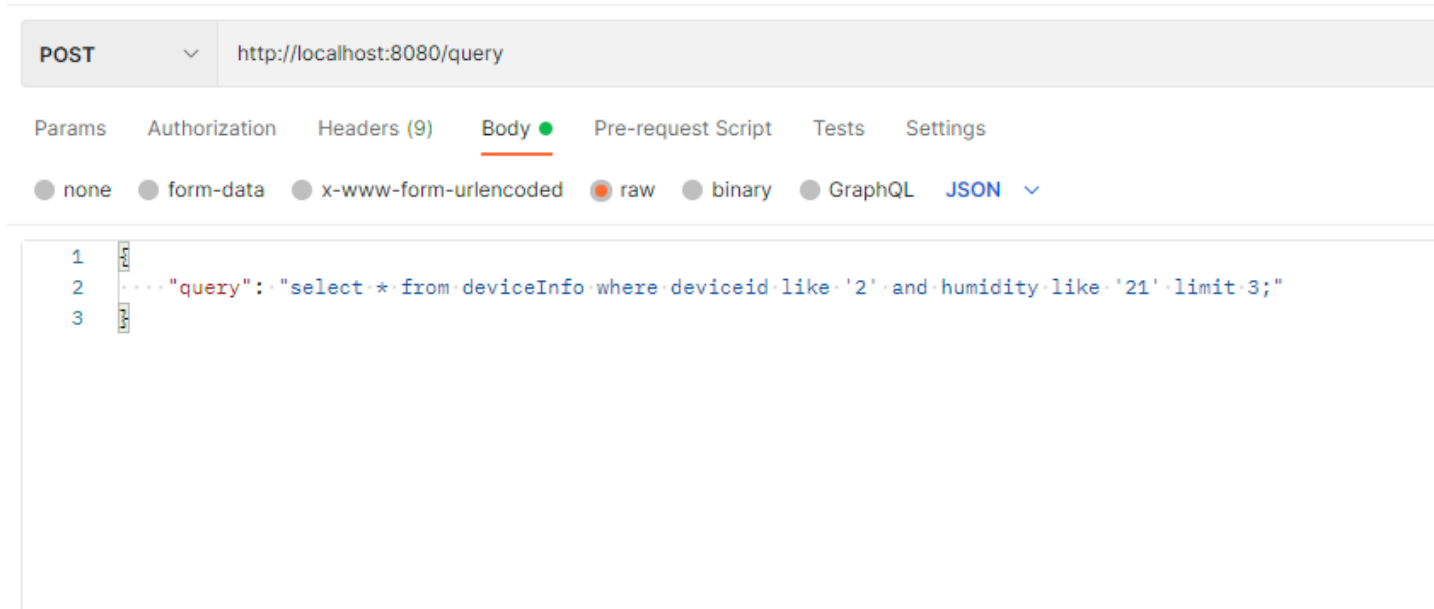 POST http://localhost:8080/query
Params Authorization Headers (9) Body Pre-request Script Tests Settings
none form-data x-www-form-urlencoded raw binary GraphQL JSON
1 {
2 "query": "select * from deviceInfo where deviceid like '2' and humidity like '21' limit 3;"
3 }